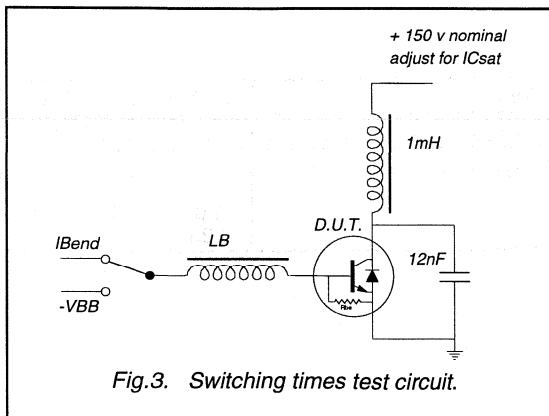 + 150 v nominal
adjust for ICsat
1mH
D.U.T.
IBend
LB
12nF
-VBB
Rbe
Fig.3. Switching times test circuit.